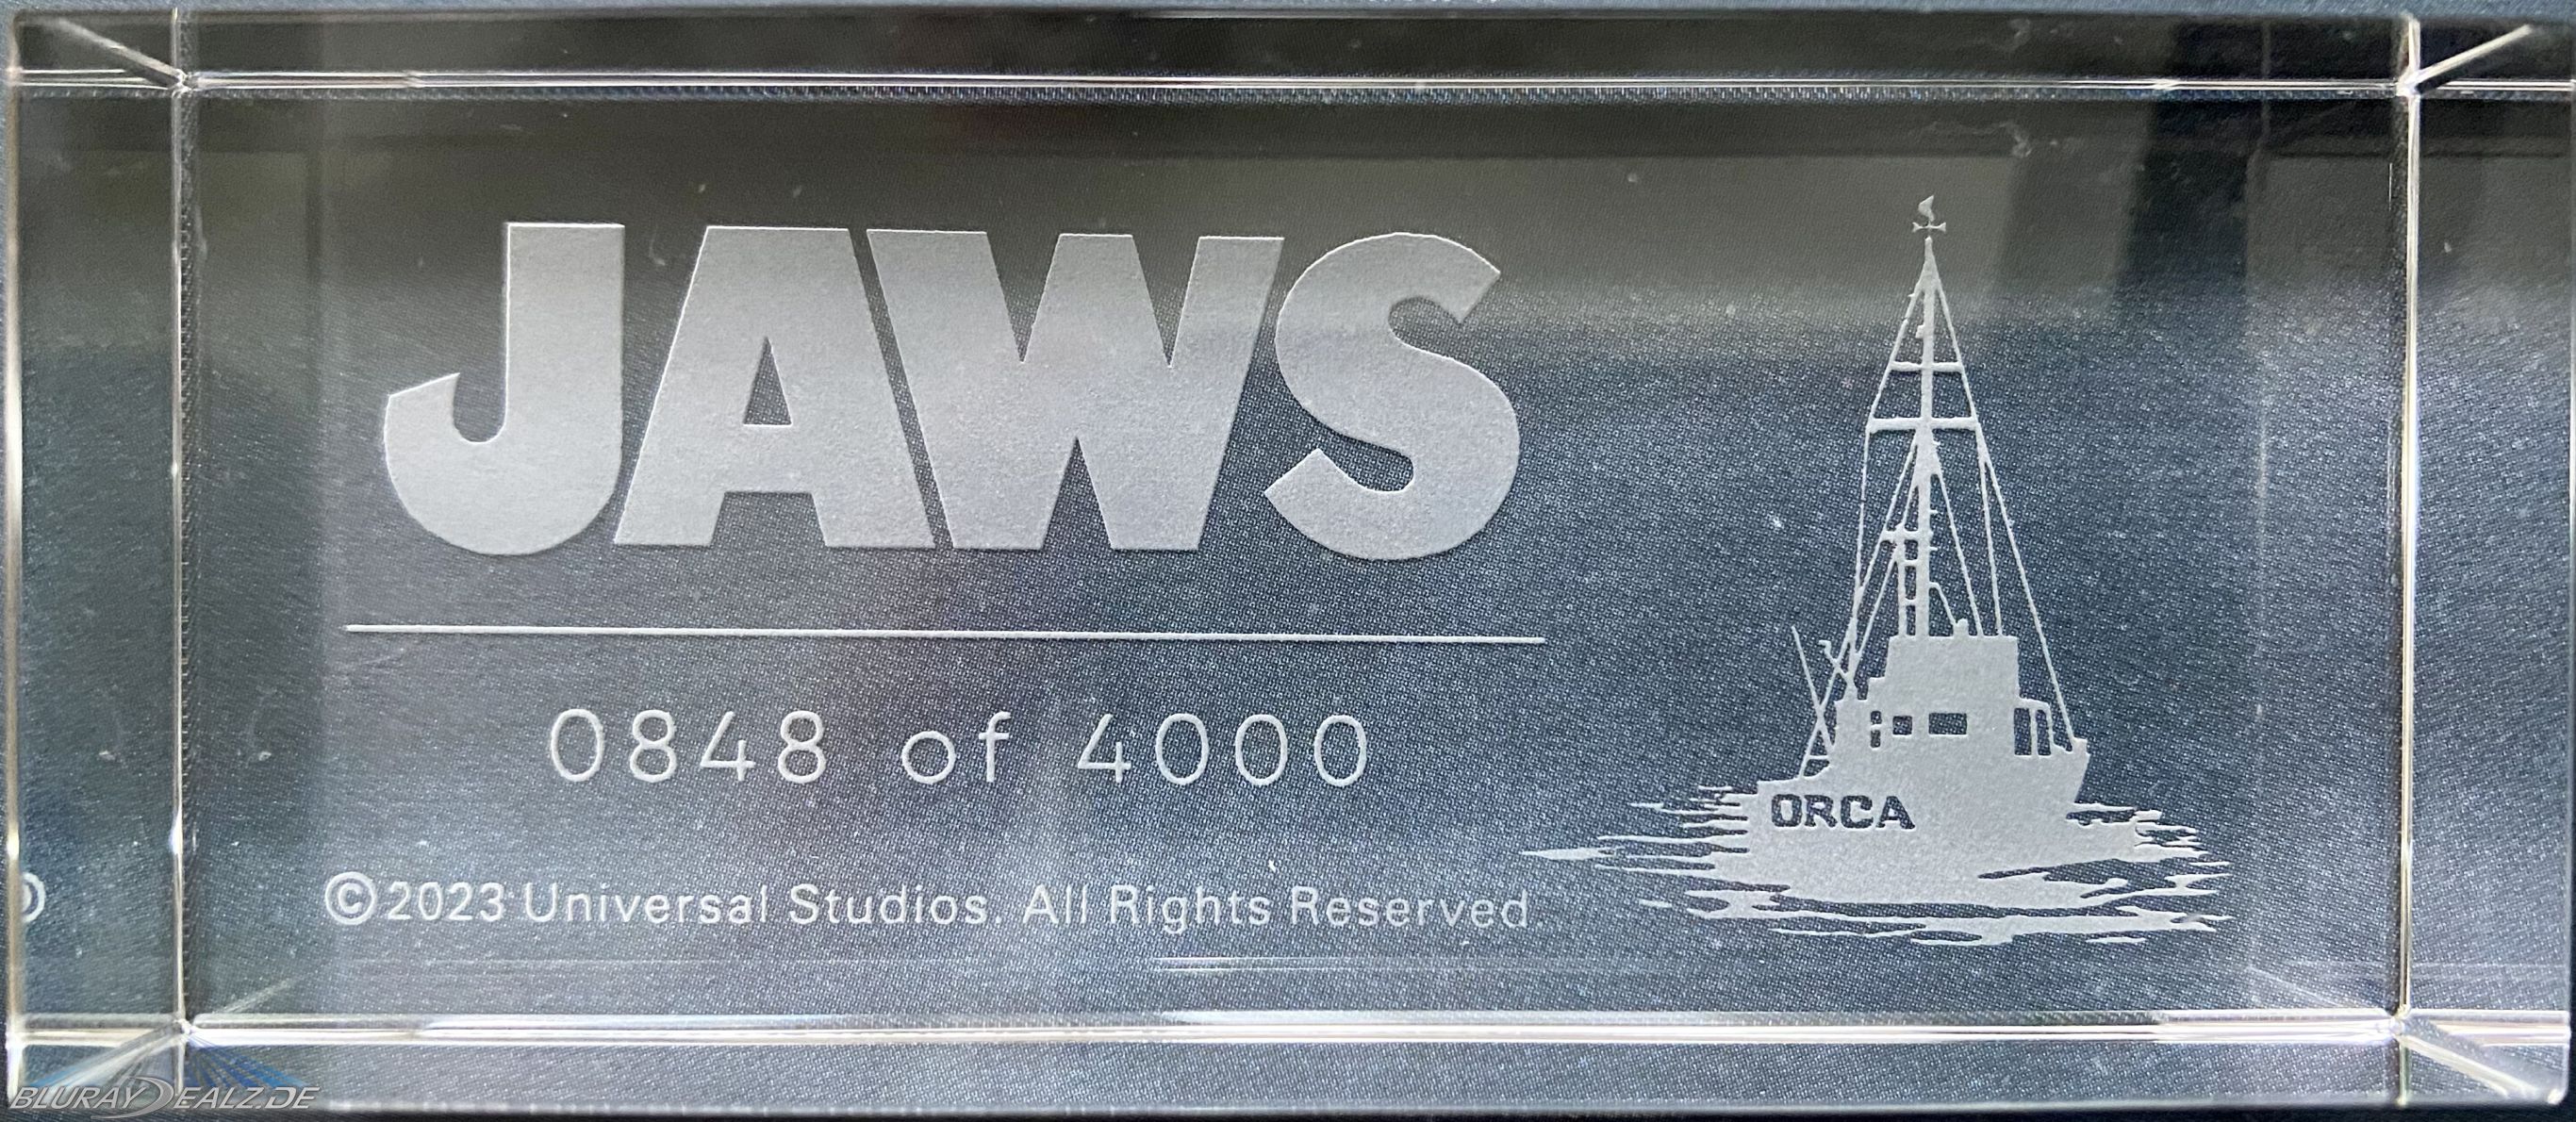 JAWS
0848 of 4000
©2023 Universal Studios. All Rights Reserved.
ORCA
BLURAYDEALZ.DE